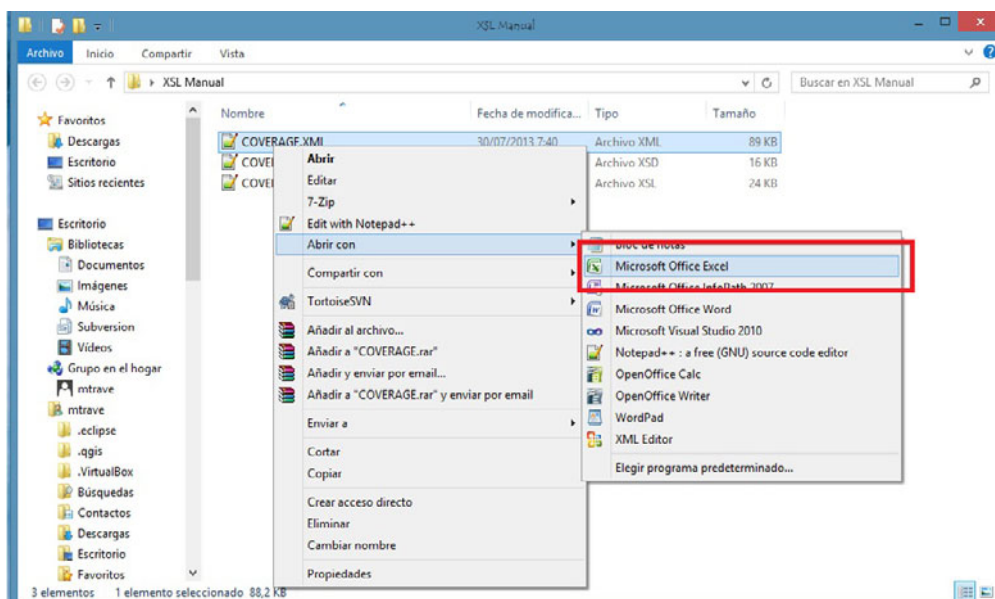 XSL Manual
Archivo Inicio Compartir Vista
XSL Manual
Buscar en XSL Manual
Nombre Fecha de modifica... Tipo Tamaño
COVERAGE.XML 30/07/2013 7:40 Archivo XML 89 KB
Archivo XSD 16 KB
Archivo XSL 24 KB
Favoritos
Descargas
Escritorio
Sitios recientes
Escritorio
Bibliotecas
Documentos
Imágenes
Música
Subversion
Vídeos
Grupo en el hogar
mtrave
mtrave
.eclipse
.qgis
.VirtualBox
Búsquedas
Contactos
Descargas
Escritorio
Favoritos
Abrir
Editar
7-Zip
Edit with Notepad++
Abrir con
Compartir con
TortoiseSVN
Añadir al archivo...
Añadir a "COVERAGE.rar"
Añadir y enviar por email...
Añadir a "COVERAGE.rar" y enviar por email
Enviar a
Cortar
Copiar
Crear acceso directo
Eliminar
Cambiar nombre
Propiedades
Bloc de notas
Microsoft Office Excel
Microsoft Office InfoPath 2007
Microsoft Office Word
Microsoft Visual Studio 2010
Notepad++ : a free (GNU) source code editor
OpenOffice Calc
OpenOffice Writer
WordPad
XML Editor
Elegir programa predeterminado...
3 elementos 1 elemento seleccionado 88,2 KB